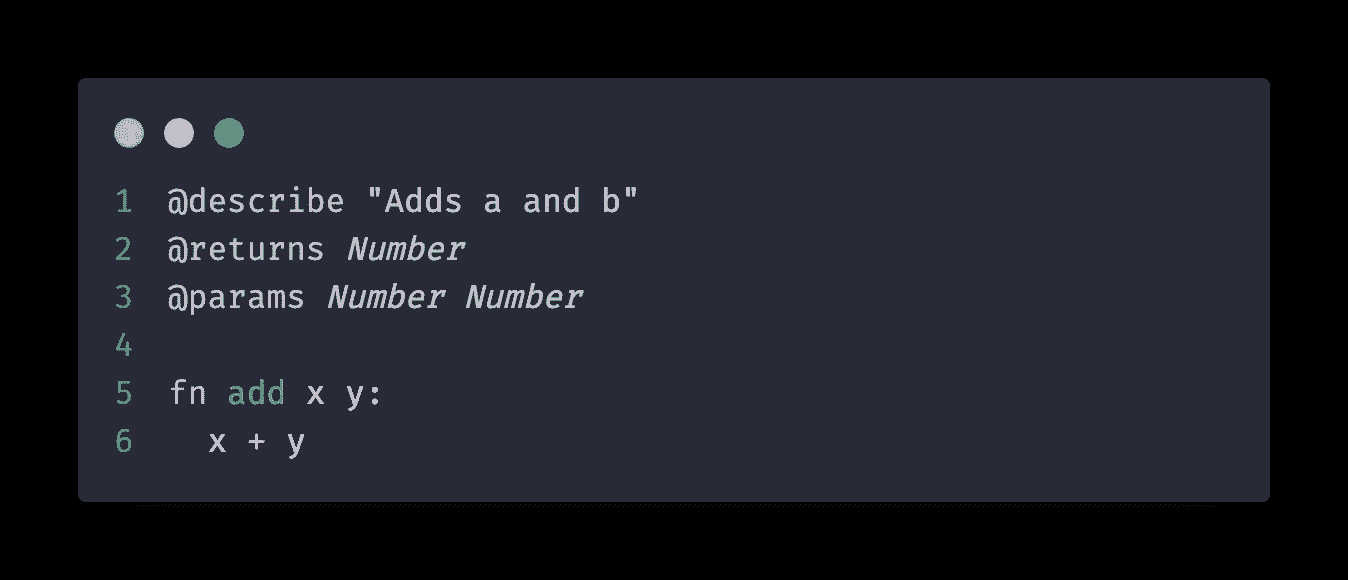 1 @describe "Adds a and b"
2 @returns Number
3 @params Number Number
4
5 fn add x y:
6   x + y